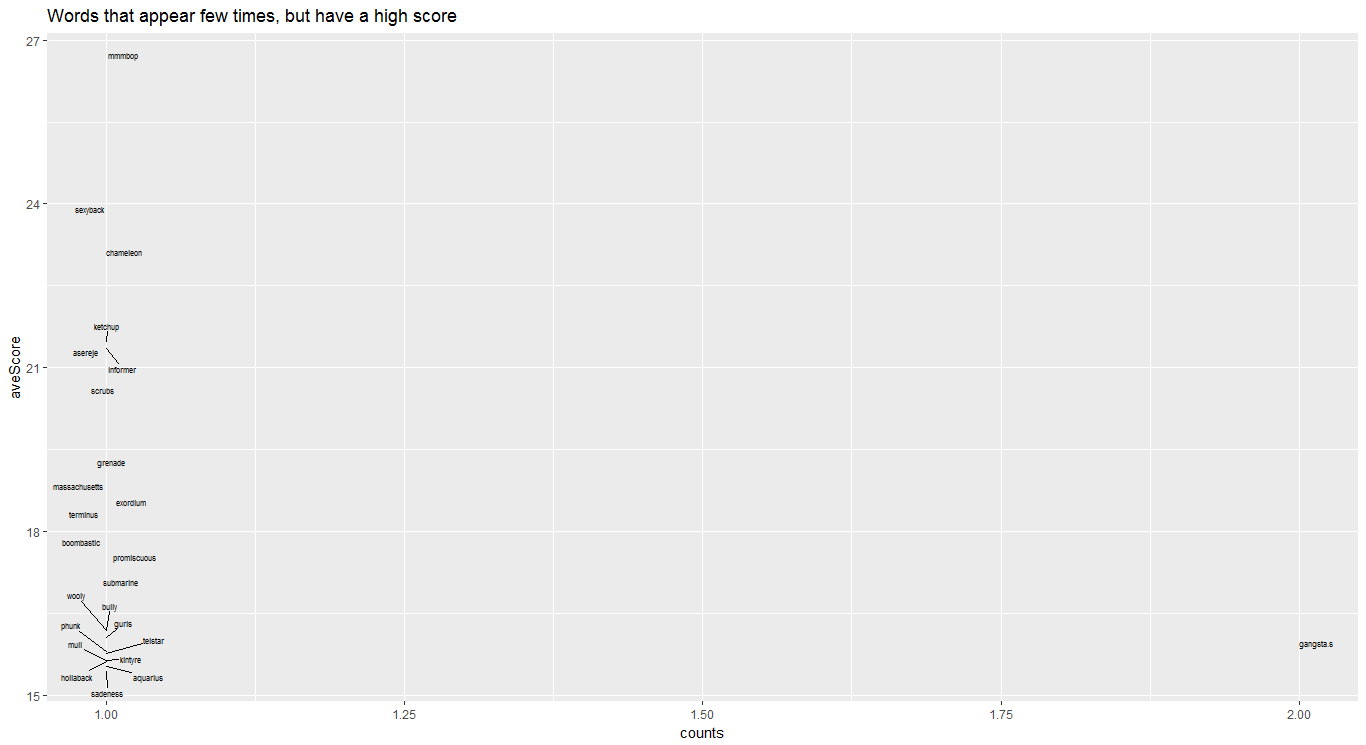 Words that appear few times, but have a high score
27
mmmbop
24
sexyback
chameleon
ketchup
asereje
informer
21
scrubs
aveScore
grenade
massachusetts
exordium
terminus
18
boombastic
promiscuous
submarine
wooly
bully
phunk
gurls
telstar
mull
gangsta.s
kintyre
hollaback
aquarius
sadeness
15
1.00 1.25 1.50 1.75 2.00
counts